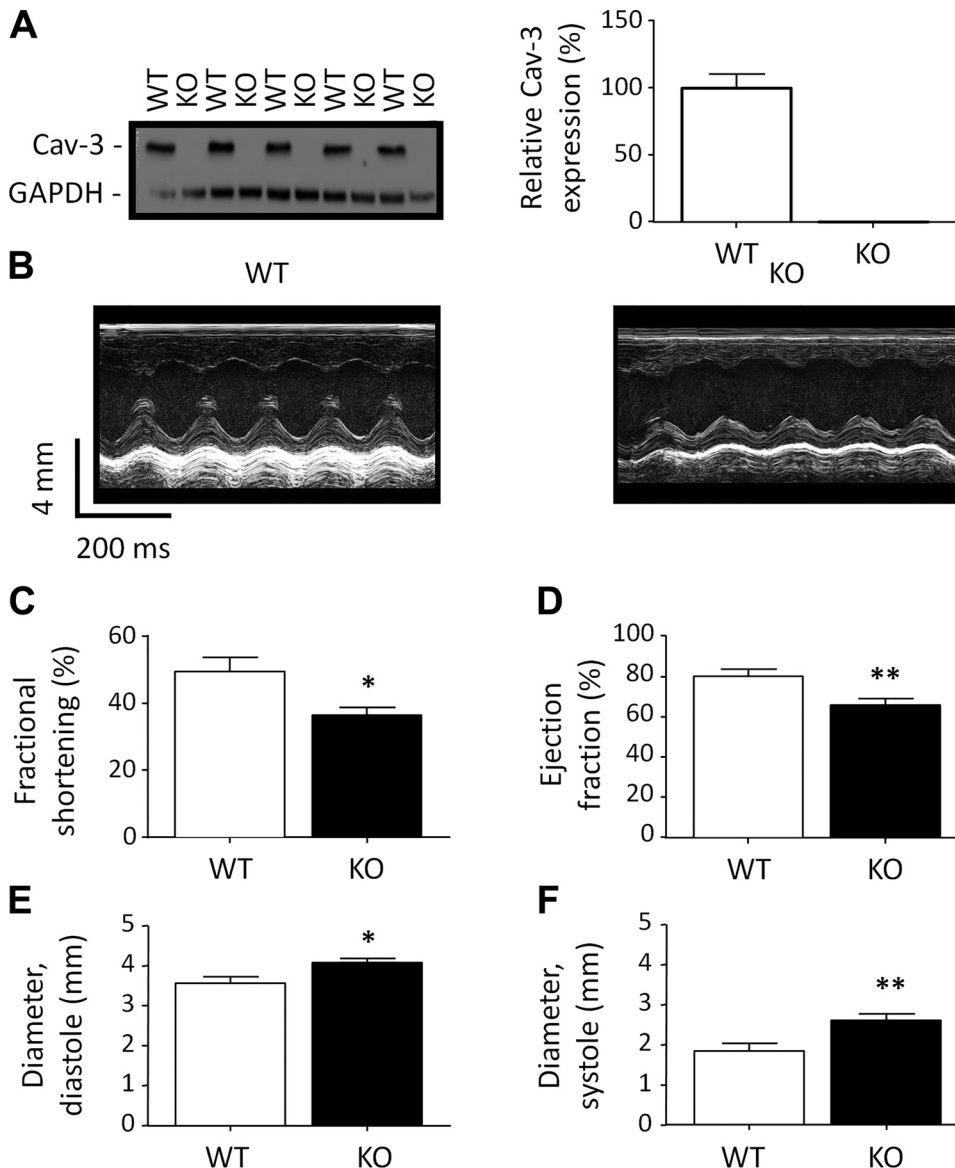 A
WT KO WT KO WT KO WT KO WT KO
Cav-3 -
GAPDH -
Relative Cav-3
expression (%)
150
100
50
0
WT KO
B
WT
KO
4 mm
200 ms
C
Fractional
shortening (%)
60
40
20
0
*
WT KO
D
Ejection
fraction (%)
100
80
60
40
20
0
**
WT KO
E
Diameter,
diastole (mm)
5
4
3
2
1
0
*
WT KO
F
Diameter,
systole (mm)
5
4
3
2
1
0
**
WT KO